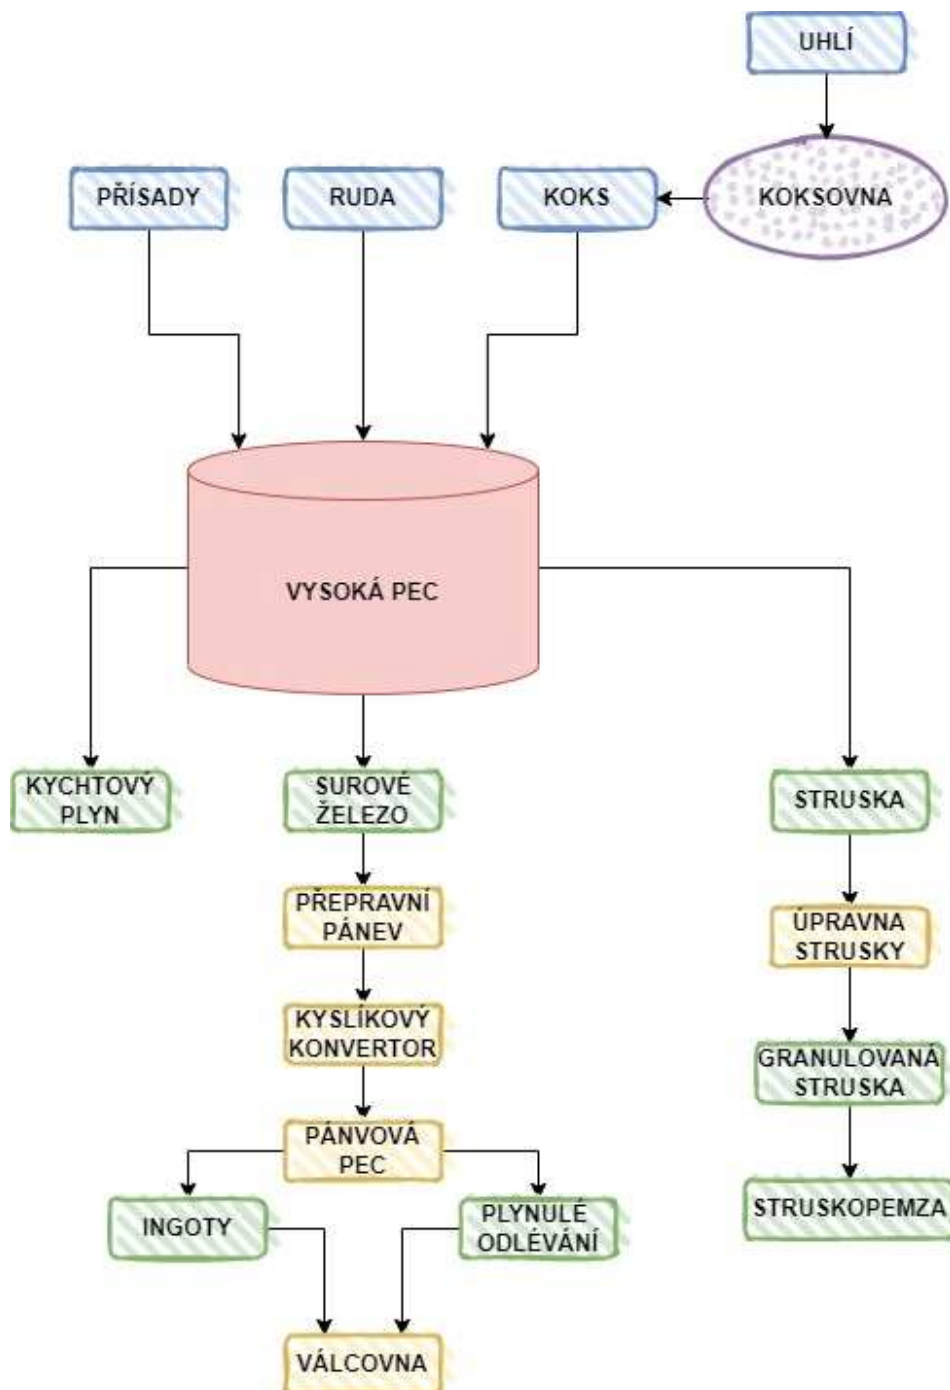 UHLÍ
PŘÍSADY
RUDA
KOKS
KOKSOVNA
VYSOKÁ PEC
KYCHTOVÝ
PLYN
SUROVÉ
ŽELEZO
STRUSKA
PŘEPRAVNÍ
PÁNEV
ÚPRAVNA
STRUSKY
KYSLÍKOVÝ
KONVERTOR
GRANULOVANÁ
STRUSKA
PÁNVOVÁ
PEC
INGOTY
PLYNULÉ
ODLÉVÁNÍ
STRUSKOPEMZA
VÁLCOVNA